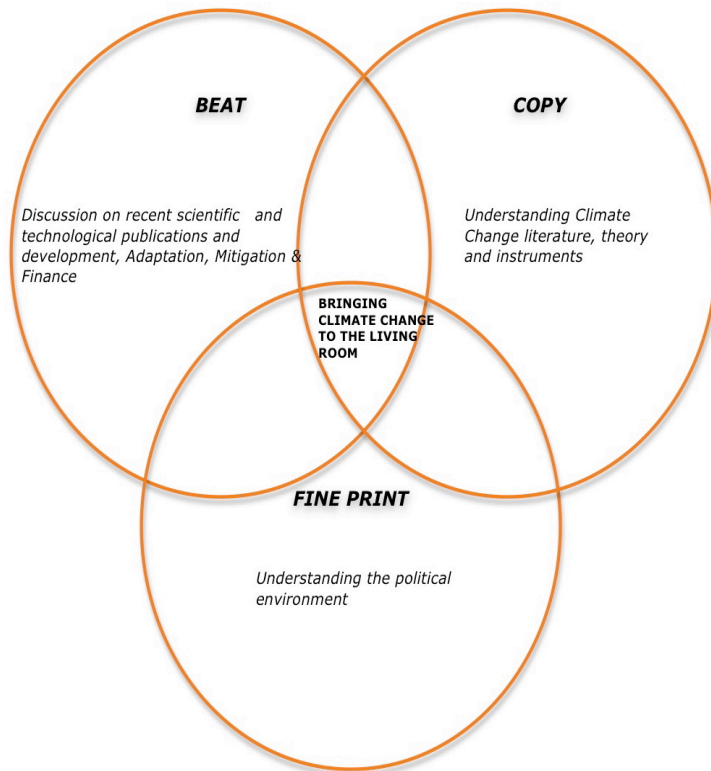 BEAT
COPY
Discussion on recent scientific and
technological publications and
development, Adaptation, Mitigation &
Finance
Understanding Climate
Change literature, theory
and instruments
BRINGING
CLIMATE CHANGE
TO THE LIVING
ROOM
FINE PRINT
Understanding the political
environment